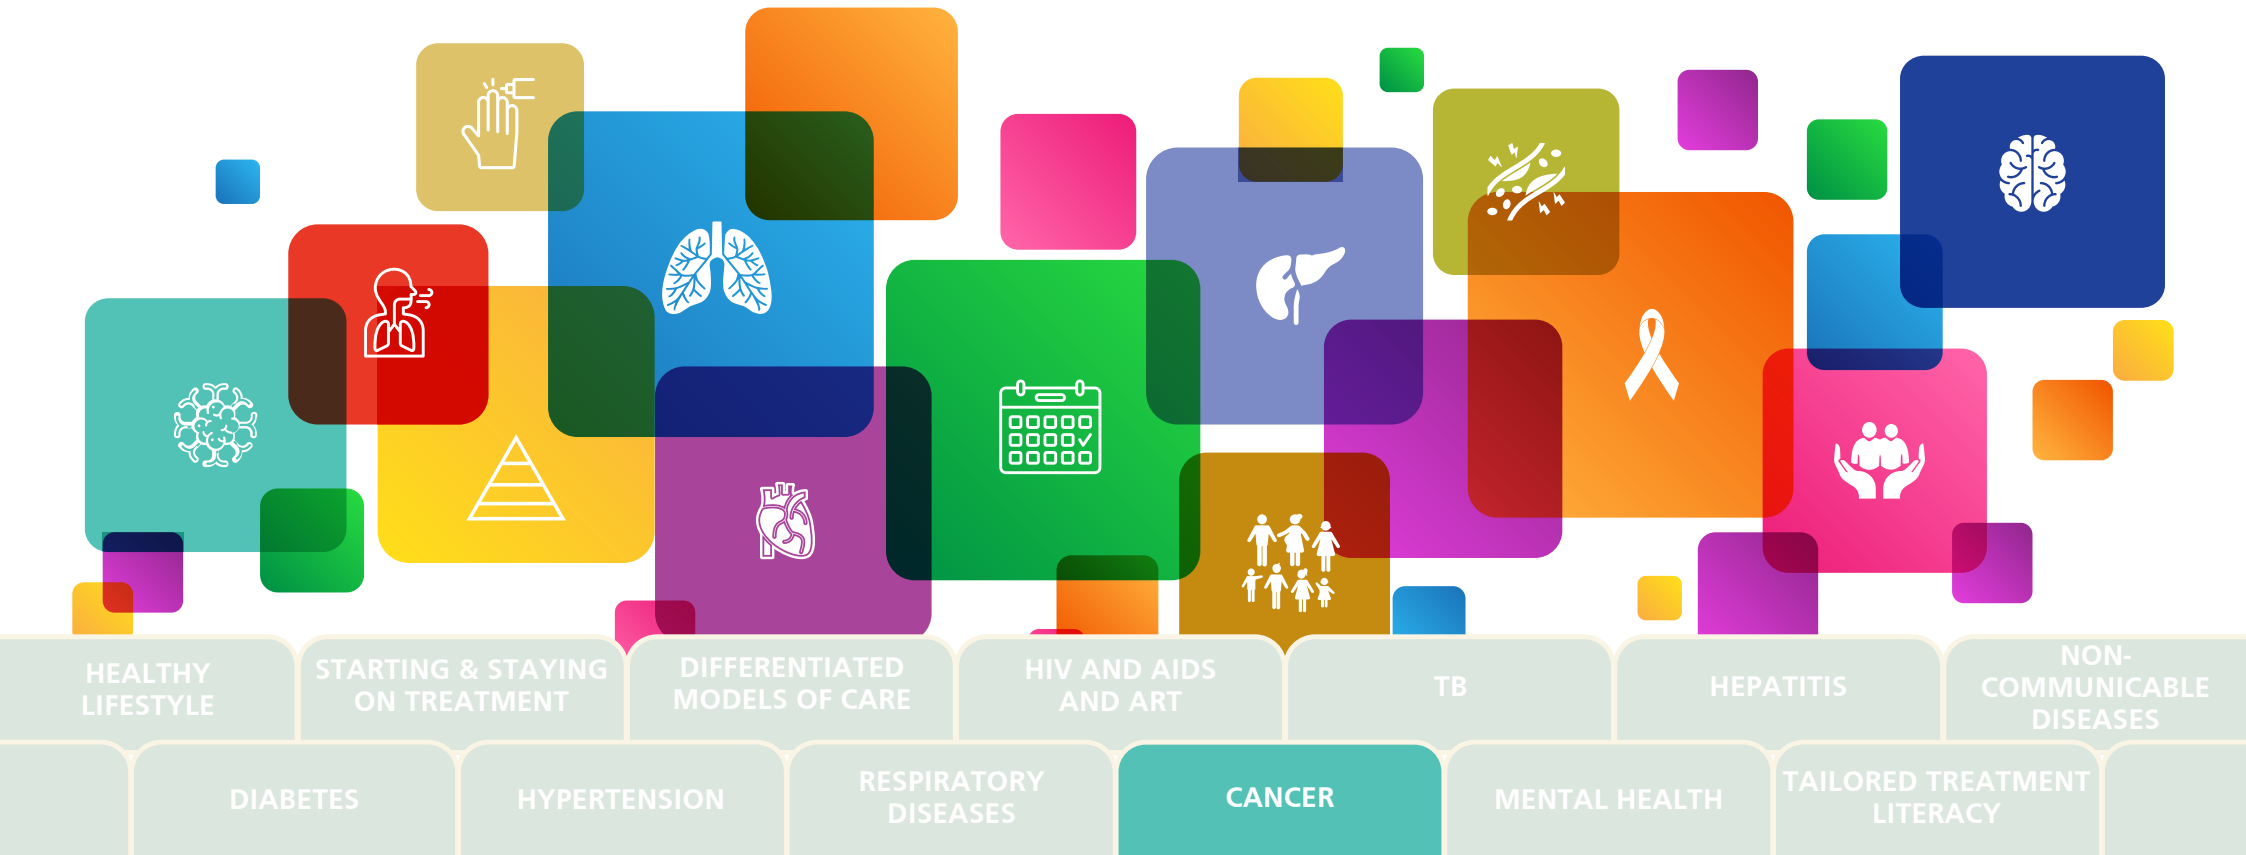 HEALTHY
LIFESTYLE
STARTING & STAYING
ON TREATMENT
DIFFERENTIATED
MODELS OF CARE
HIV AND AIDS
AND ART
TB
HEPATITIS
NON-
COMMUNICABLE
DISEASES
DIABETES
HYPERTENSION
RESPIRATORY
DISEASES
CANCER
MENTAL HEALTH
TAILORED TREATMENT
LITERACY